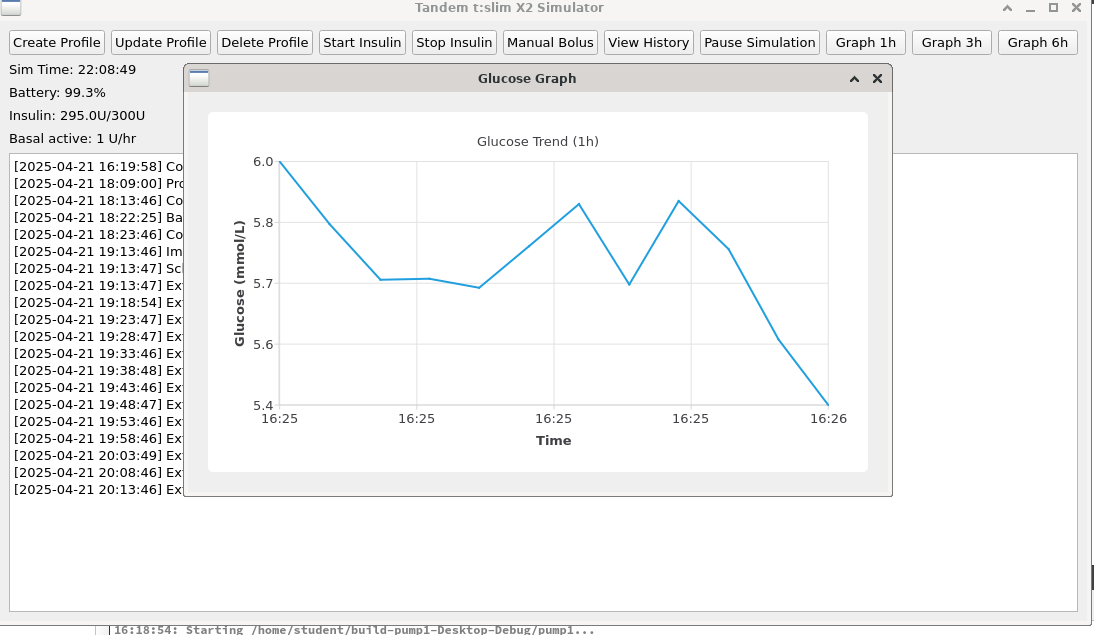 Tandem t:slim X2 Simulator
Create Profile Update Profile Delete Profile Start Insulin Stop Insulin Manual Bolus View History Pause Simulation Graph 1h Graph 3h Graph 6h
Sim Time: 22:08:49
Battery: 99.3%
Insulin: 295.0U/300U
Basal active: 1 U/hr
[2025-04-21 16:19:58] Co
[2025-04-21 18:09:00] Pro
[2025-04-21 18:13:46] Co
[2025-04-21 18:22:25] Ba
[2025-04-21 18:23:46] Co
[2025-04-21 19:13:46] Im
[2025-04-21 19:13:47] Sc
[2025-04-21 19:13:47] Ex
[2025-04-21 19:18:54] Ex
[2025-04-21 19:23:47] Ex
[2025-04-21 19:28:47] Ex
[2025-04-21 19:33:46] Ex
[2025-04-21 19:38:48] Ex
[2025-04-21 19:43:46] Ex
[2025-04-21 19:48:47] Ex
[2025-04-21 19:53:46] Ex
[2025-04-21 19:58:46] Ex
[2025-04-21 20:03:49] Ex
[2025-04-21 20:08:46] Ex
[2025-04-21 20:13:46] Ex
Glucose Graph
Glucose Trend (1h)
Glucose (mmol/L)
6.0
5.8
5.7
5.6
5.4
16:25 16:25 16:25 16:25 16:26
Time
16:18:54: Starting /home/student/build-pump1-Desktop-Debug/pump1...